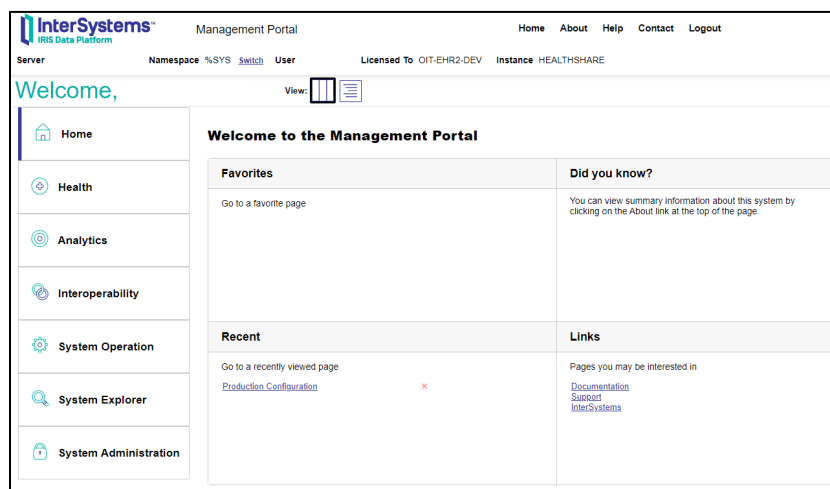 InterSystems™
IRIS Data Platform
Management Portal
Home About Help Contact Logout
Server Namespace %SYS Switch User Licensed To OIT-EHR2-DEV Instance HEALTHSHARE
Welcome,
View:
Home
Health
Analytics
Interoperability
System Operation
System Explorer
System Administration
Welcome to the Management Portal
Favorites
Go to a favorite page
Did you know?
You can view summary information about this system by
clicking on the About link at the top of the page.
Recent
Go to a recently viewed page
Production Configuration
Links
Pages you may be interested in
Documentation
Support
InterSystems